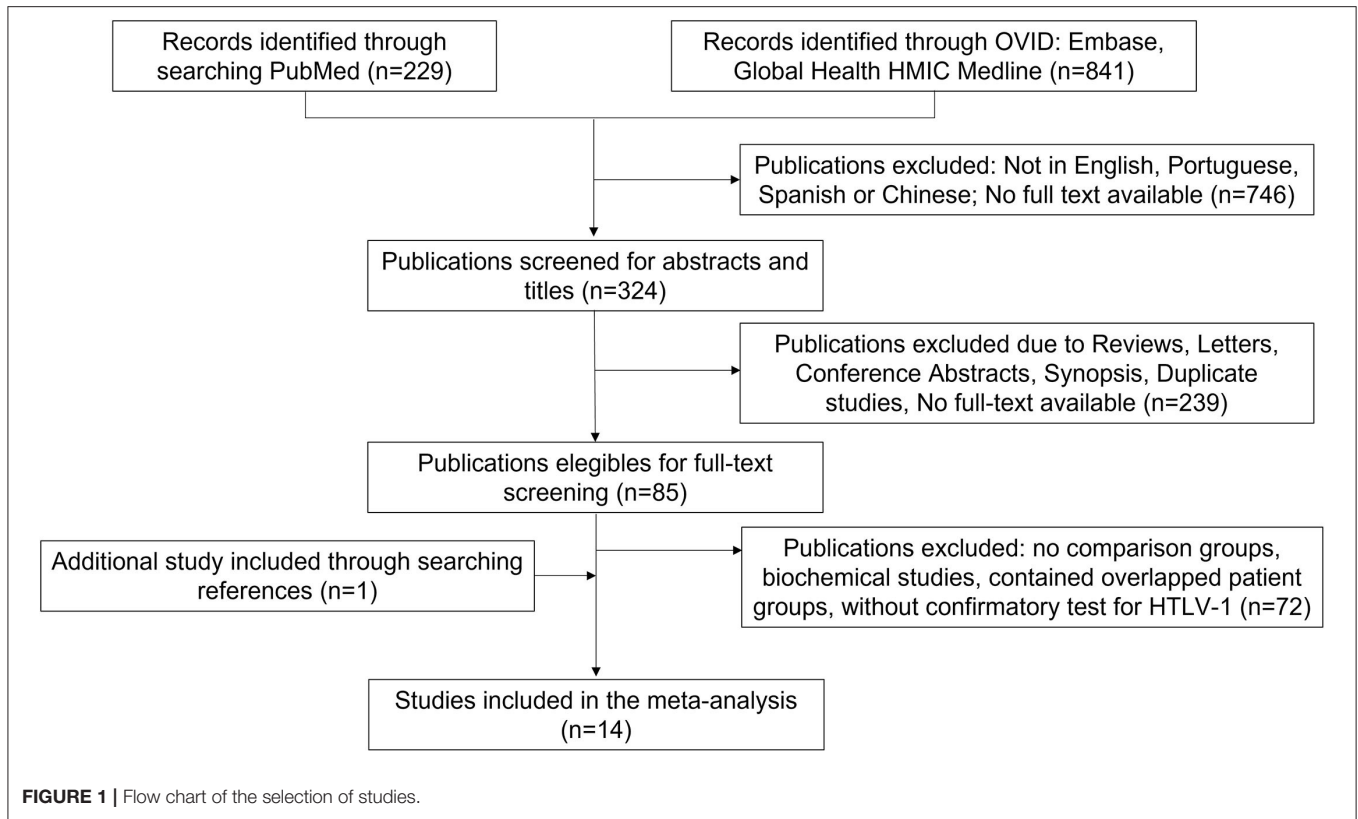 Records identified through
searching PubMed (n=229)
Records identified through OVID: Embase,
Global Health HMIC Medline (n=841)
Publications excluded: Not in English, Portuguese,
Spanish or Chinese; No full text available (n=746)
Publications screened for abstracts and
titles (n=324)
Publications excluded due to Reviews, Letters,
Conference Abstracts, Synopsis, Duplicate
studies, No full-text available (n=239)
Publications elegibles for full-text
screening (n=85)
Additional study included through searching
references (n=1)
Publications excluded: no comparison groups,
biochemical studies, contained overlapped patient
groups, without confirmatory test for HTLV-1 (n=72)
Studies included in the meta-analysis
(n=14)
FIGURE 1 | Flow chart of the selection of studies.